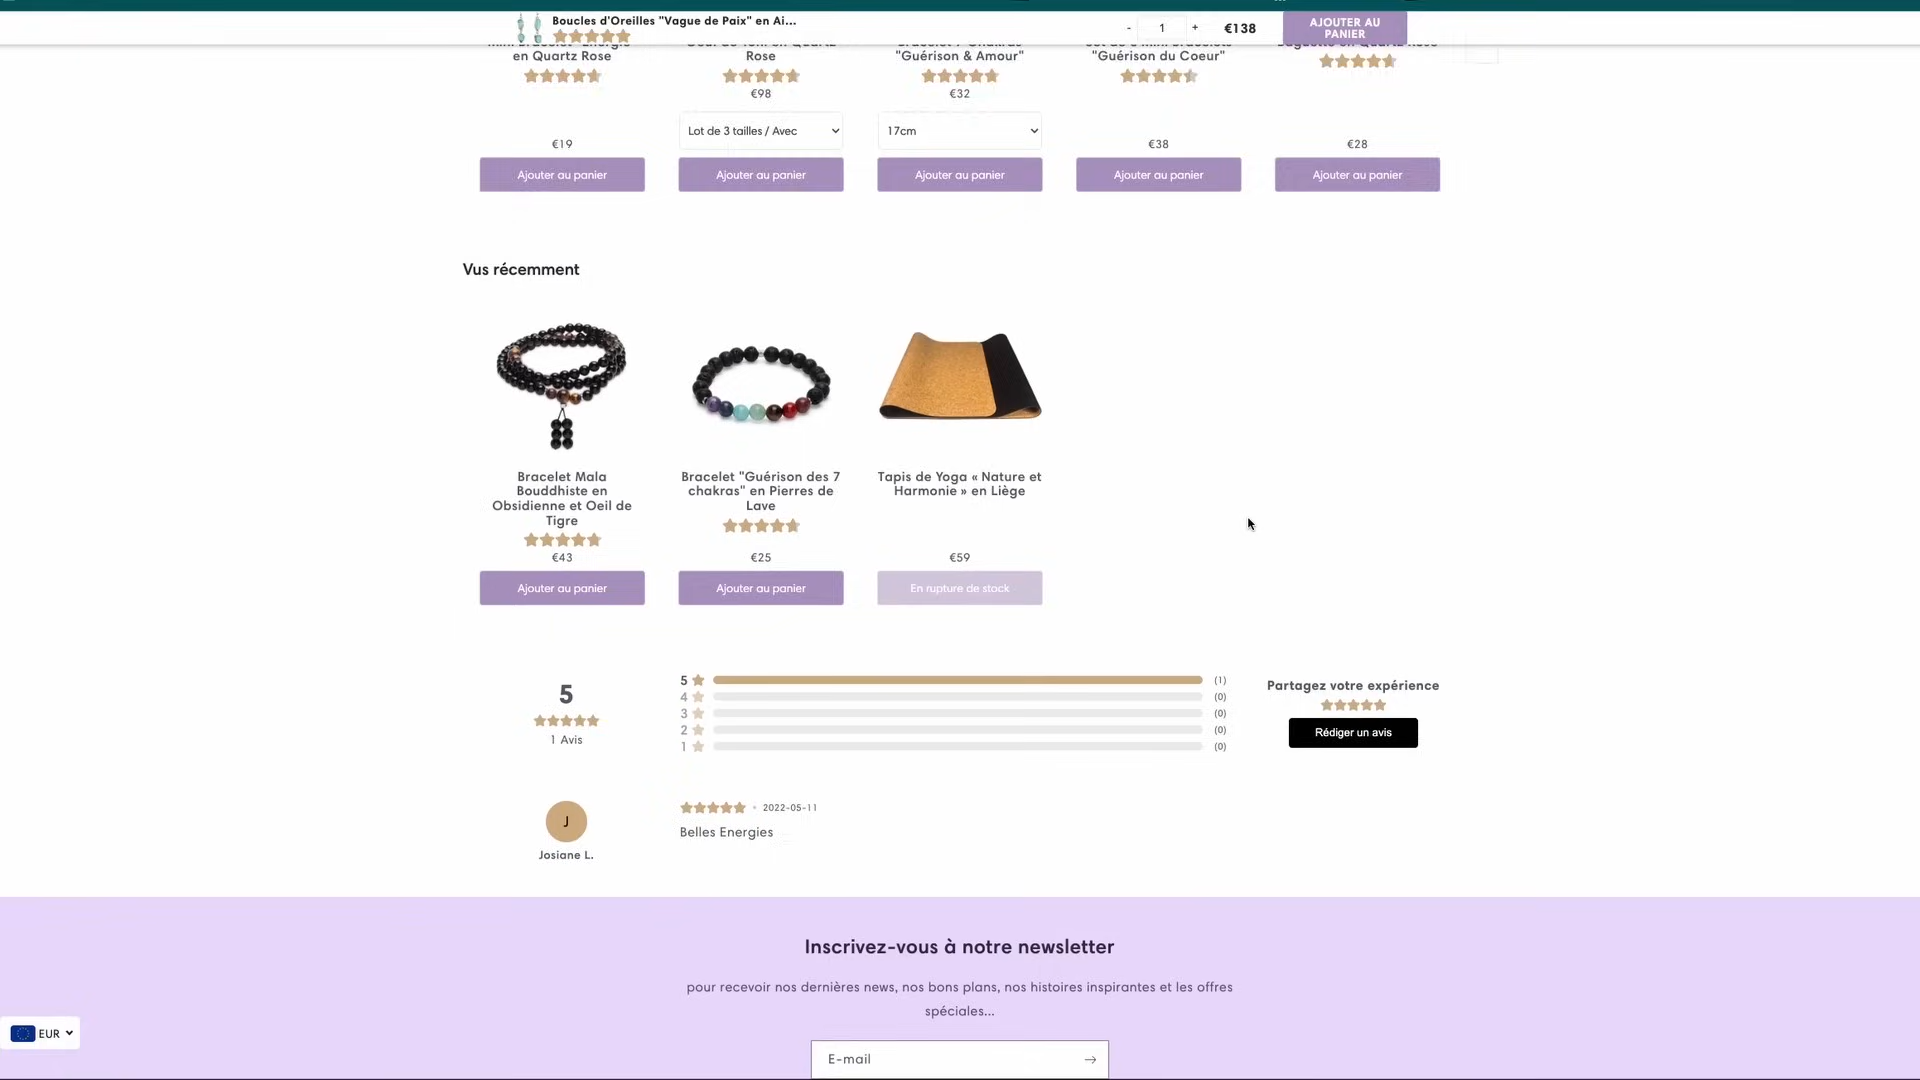 Boucles d'Oreilles "Vague de Paix" en Ai...
- 1 +
€138
AJOUTER AU
PANIER
en Quartz Rose
Rose
"Guérison & Amour"
"Guérison du Coeur"
€98
€32
Lot de 3 tailles / Avec
17cm
€19
€38
€28
Ajouter au panier
Ajouter au panier
Ajouter au panier
Ajouter au panier
Ajouter au panier
Vus récemment
Bracelet Mala
Bouddhiste en
Obsidienne et Oeil de
Tigre
€43
Ajouter au panier
Bracelet "Guérison des 7
chakras" en Pierres de
Lave
€25
Ajouter au panier
Tapis de Yoga « Nature et
Harmonie » en Liège
€59
En rupture de stock
5
1 Avis
5 (1)
4 (0)
3 (0)
2 (0)
1 (0)
Partagez votre expérience
Rédiger un avis
J
Josiane L.
2022-05-11
Belles Energies
Inscrivez-vous à notre newsletter
pour recevoir nos dernières news, nos bons plans, nos histoires inspirantes et les offres
spéciales...
E-mail
EUR